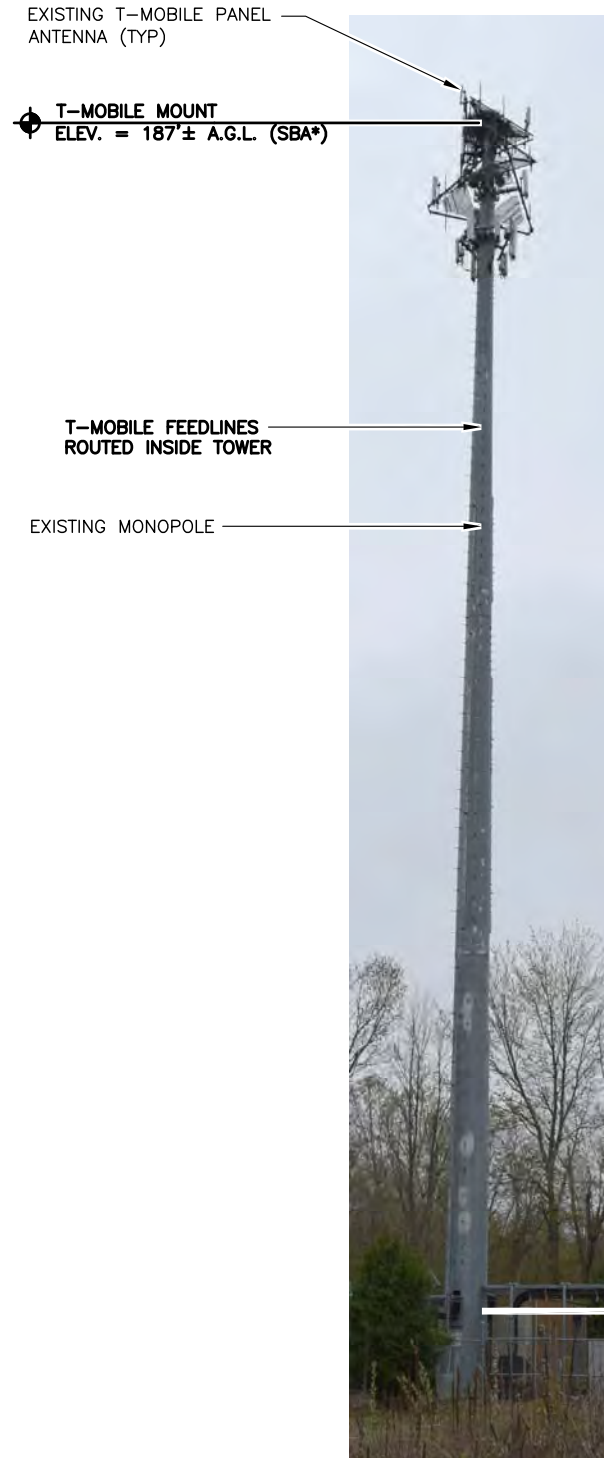 EXISTING T-MOBILE PANEL
ANTENNA (TYP)
T-MOBILE MOUNT
ELEV. = 187'± A.G.L. (SBA*)
T-MOBILE FEEDLINES
ROUTED INSIDE TOWER
EXISTING MONOPOLE